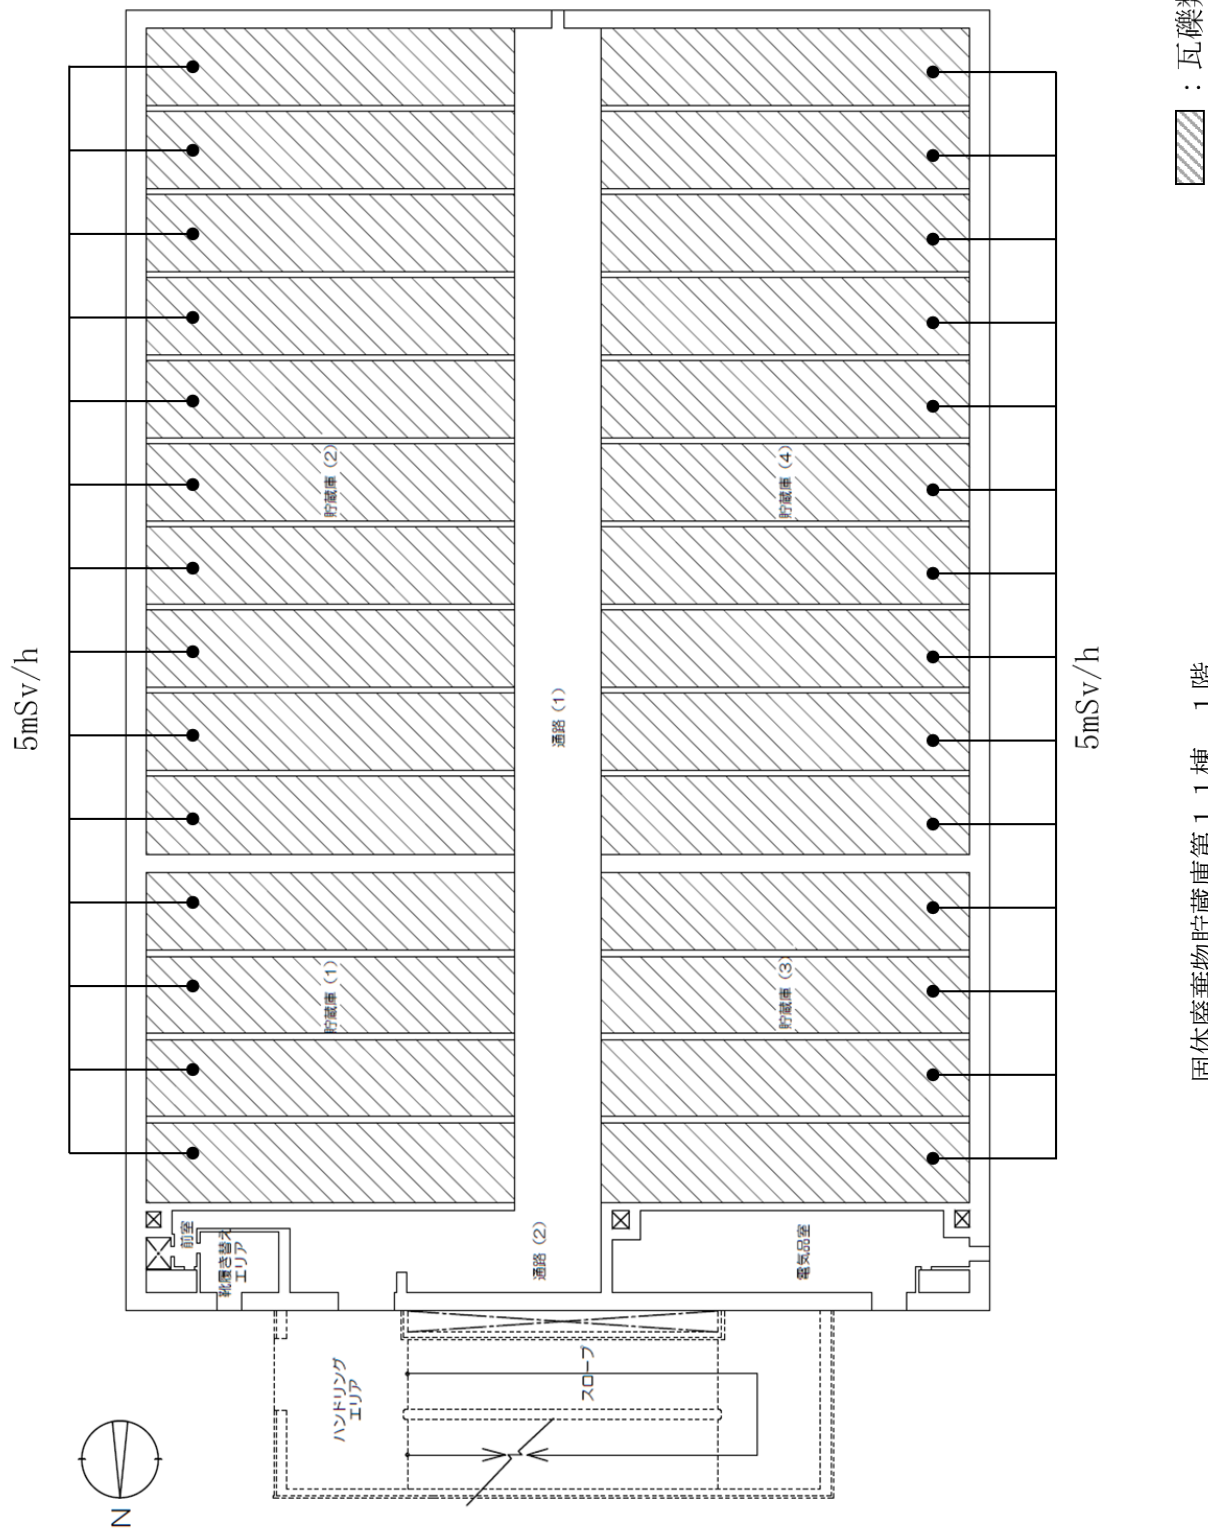 5mSv/h
貯蔵庫（2）
貯蔵庫（4）
通路（1）
5mSv/h
貯蔵庫（1）
貯蔵庫（3）
前室
靴履き替え
エリア
通路（2）
電気品室
ハンドリング
エリア
スロープ
N
：瓦礫類
固体廃棄物貯蔵庫第１１棟　１階